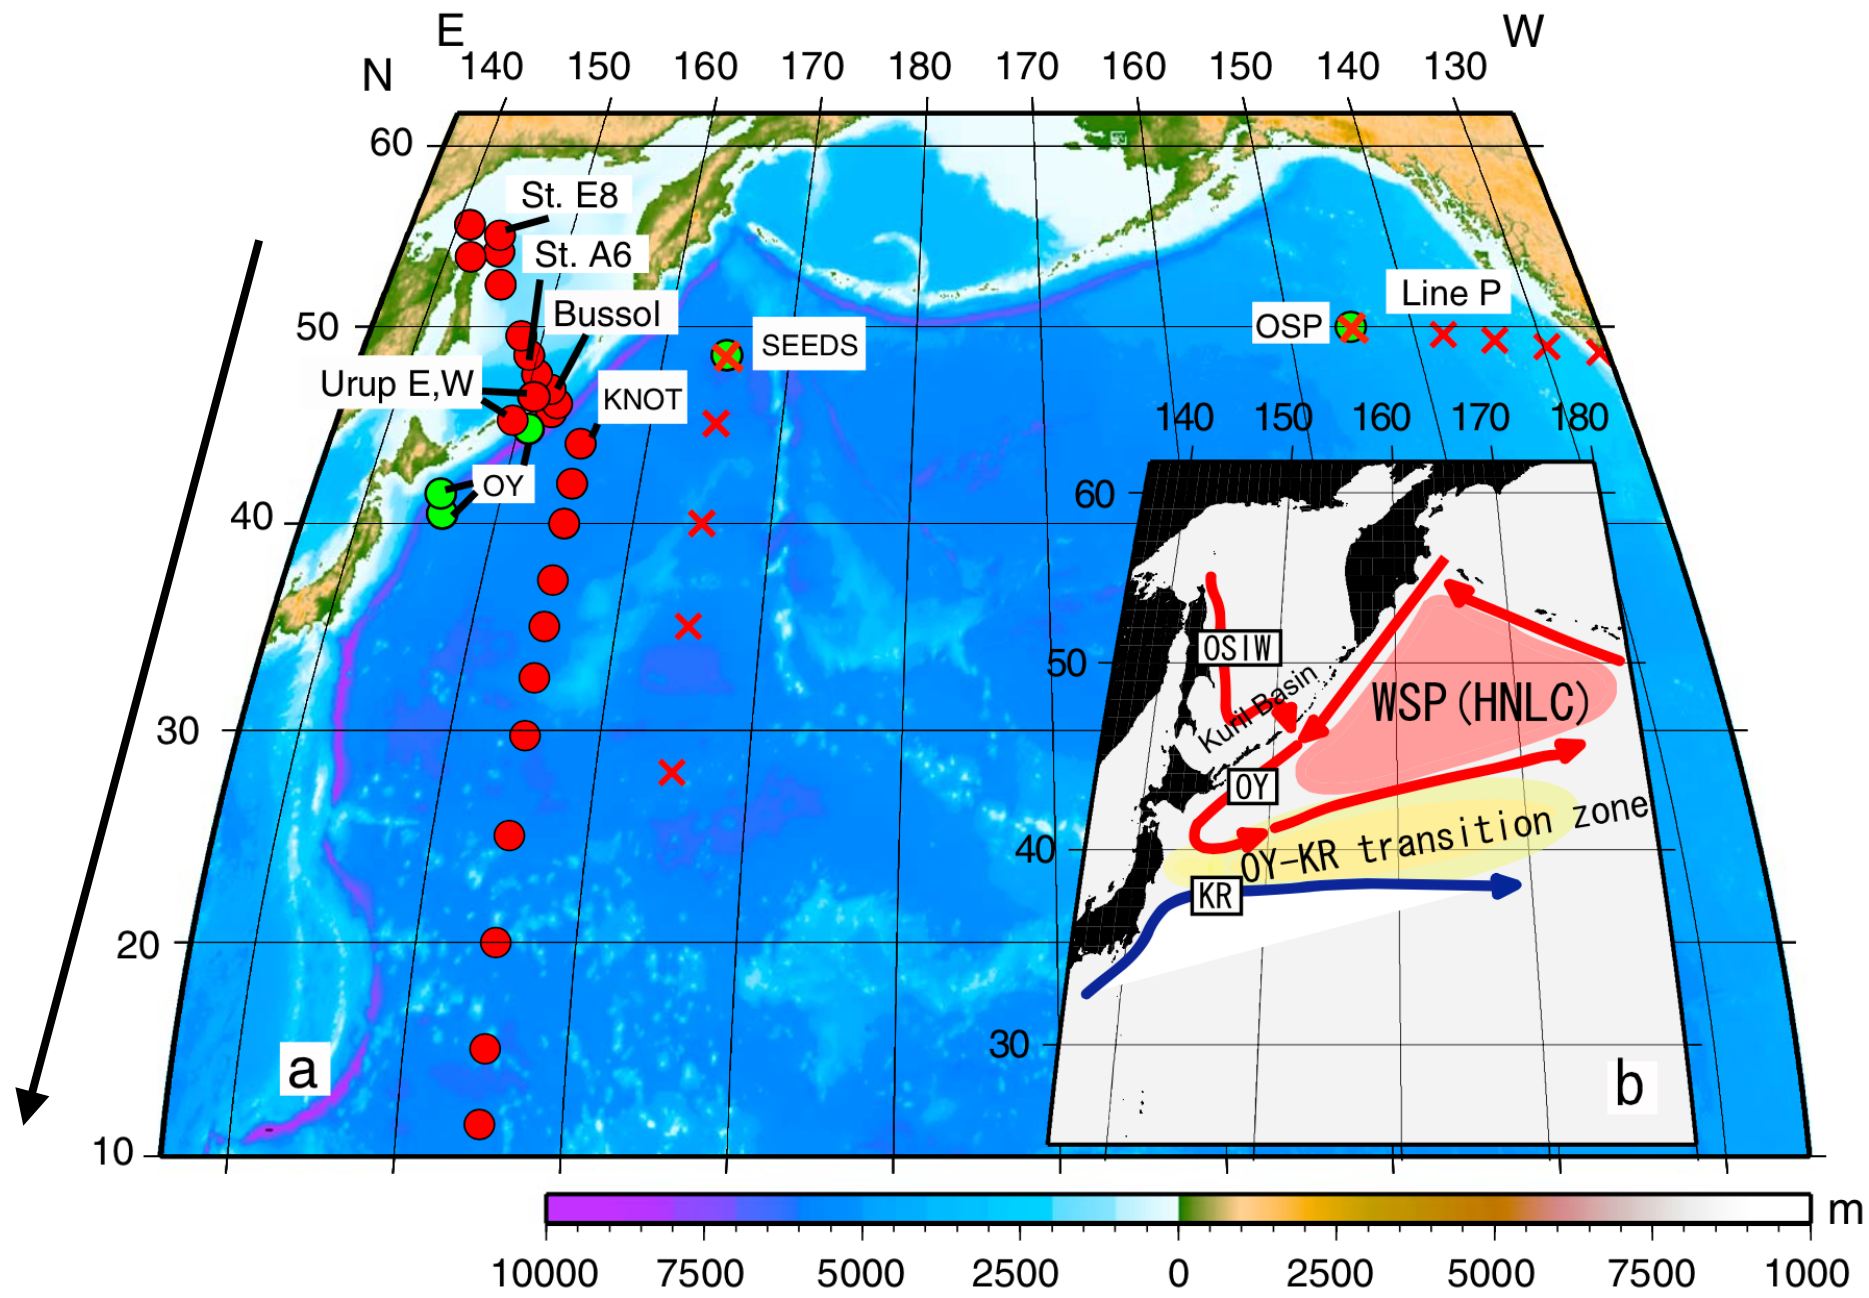 E
W
N
140 150 160 170 180 170 160 150 140 130
60
St. E8
St. A6
Bussol
50
Line P
OSP
SEEDS
Urup E,W
KNOT
140 150 160 170 180
OY
60
40
OSIW
50
Kuril Basin
WSP(HNLC)
30
OY
OY-KR transition zone
40
KR
20
30
a
b
10
m
10000 7500 5000 2500 0 2500 5000 7500 1000